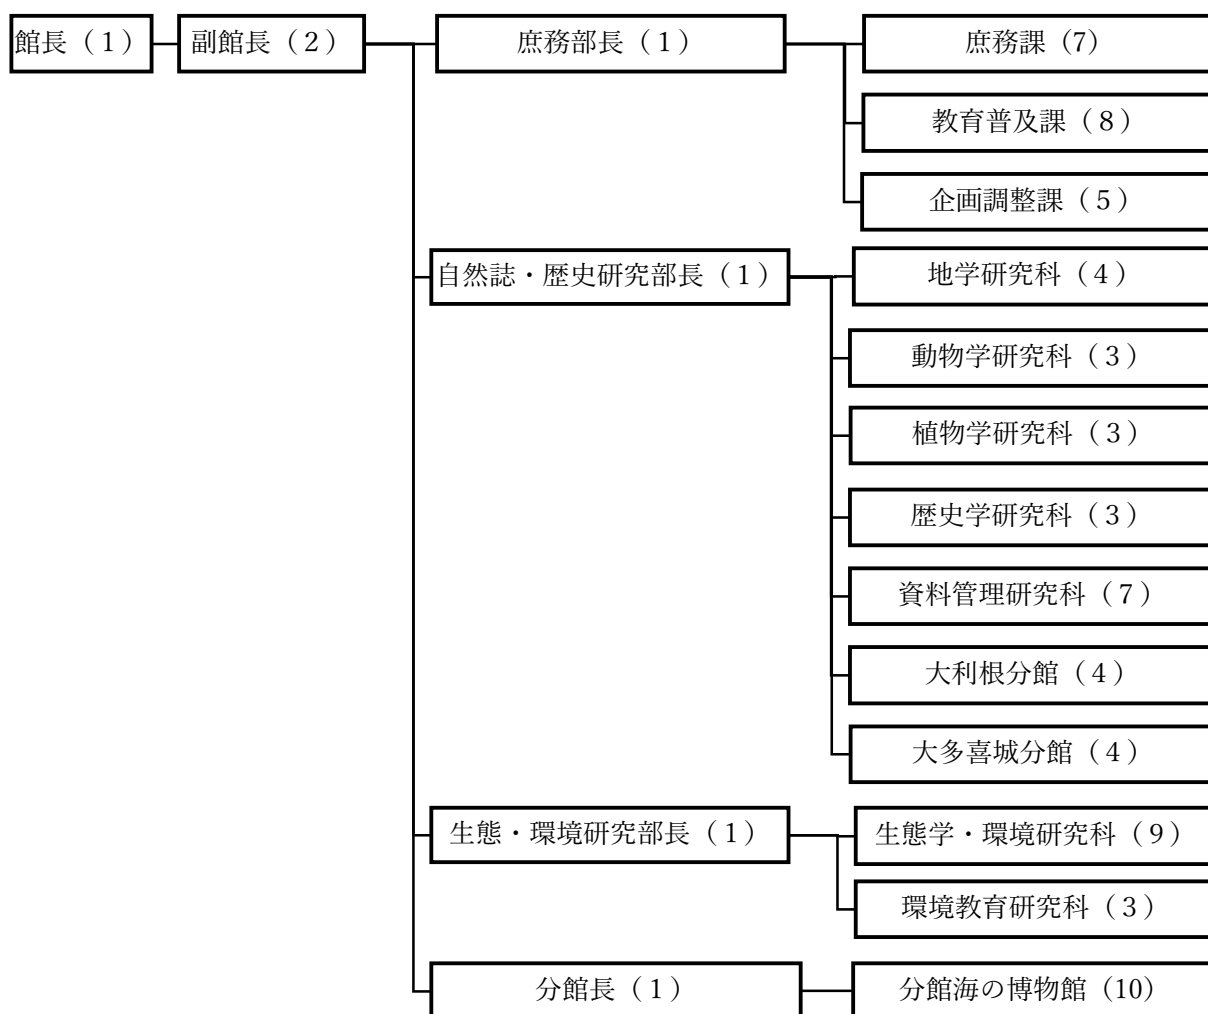 館長（１）
副館長（２）
庶務部長（１）
庶務課（7）
教育普及課（８）
企画調整課（５）
自然誌・歴史研究部長（１）
地学研究科（４）
動物学研究科（３）
植物学研究科（３）
歴史学研究科（３）
資料管理研究科（７）
大利根分館（４）
大多喜城分館（４）
生態・環境研究部長（１）
生態学・環境研究科（９）
環境教育研究科（３）
分館長（１）
分館海の博物館（10）